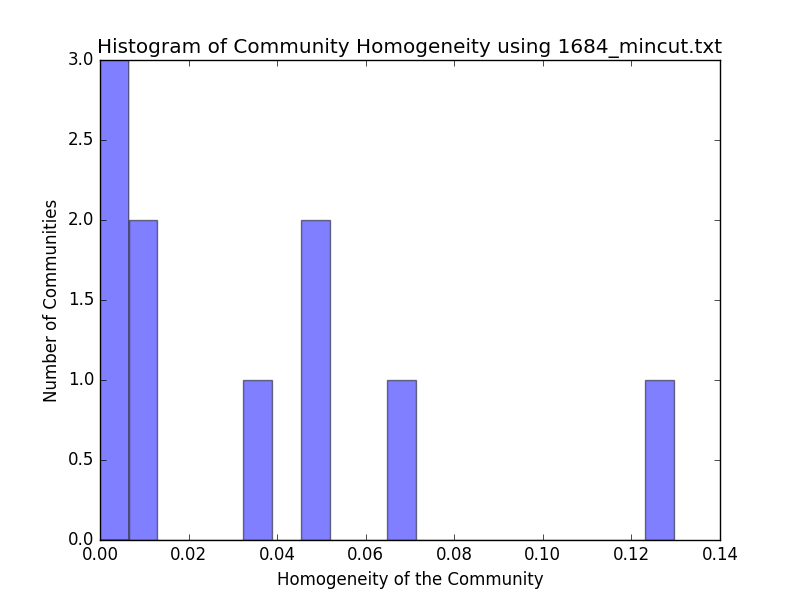 Histogram of Community Homogeneity using 1684_mincut.txt
3.0
2.5
2.0
1.5
1.0
0.5
0.0
Number of Communities
0.00 0.02 0.04 0.06 0.08 0.10 0.12 0.14
Homogeneity of the Community